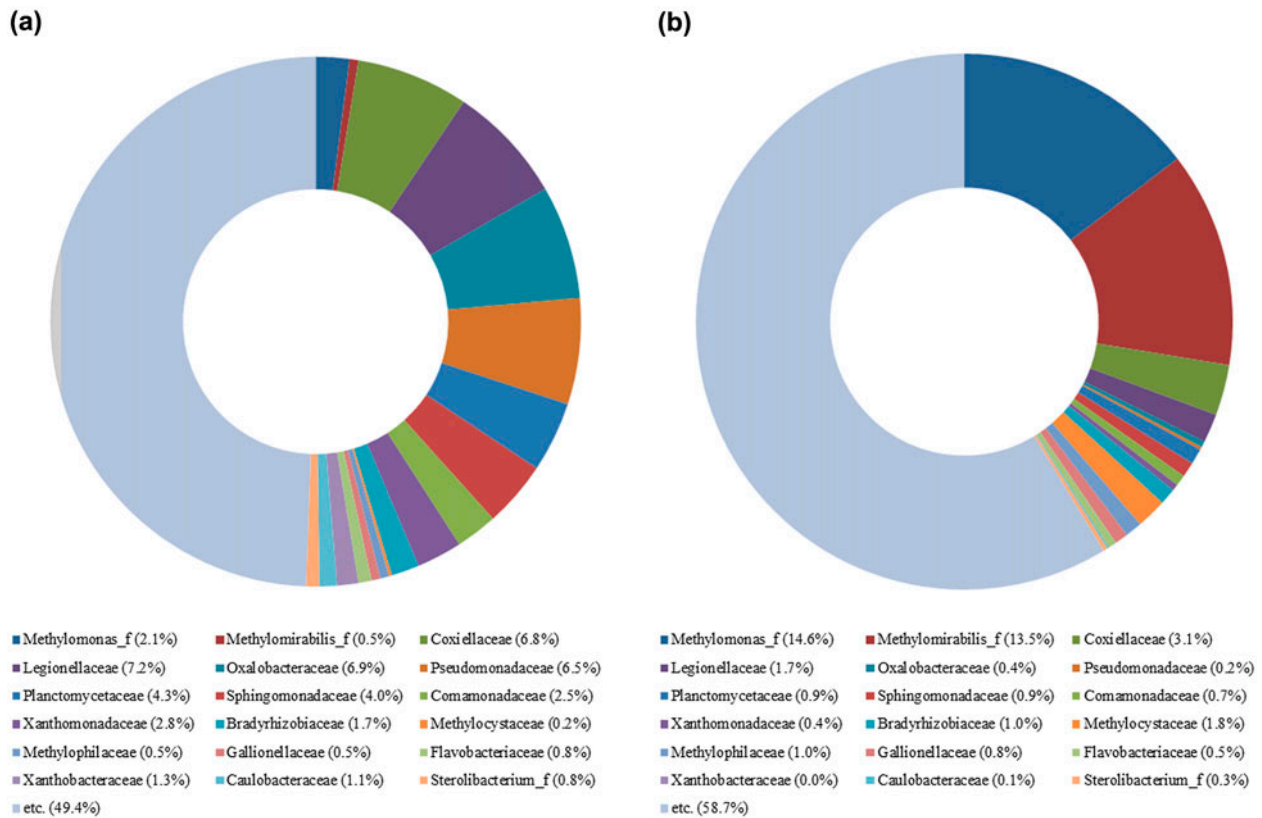 (a)
Methylomonas_f (2.1%) Methylomirabilis_f (0.5%) Coxiellaceae (6.8%)
Legionellaceae (7.2%) Oxalobacteraceae (6.9%) Pseudomonadaceae (6.5%)
Planctomycetaceae (4.3%) Sphingomonadaceae (4.0%) Comamonadaceae (2.5%)
Xanthomonadaceae (2.8%) Bradyrhizobiaceae (1.7%) Methylocystaceae (0.2%)
Methylophilaceae (0.5%) Gallionellaceae (0.5%) Flavobacteriaceae (0.8%)
Xanthobacteraceae (1.3%) Caulobacteraceae (1.1%) Sterolibacterium_f (0.8%)
etc. (49.4%)
(b)
Methylomonas_f (14.6%) Methylomirabilis_f (13.5%) Coxiellaceae (3.1%)
Legionellaceae (1.7%) Oxalobacteraceae (0.4%) Pseudomonadaceae (0.2%)
Planctomycetaceae (0.9%) Sphingomonadaceae (0.9%) Comamonadaceae (0.7%)
Xanthomonadaceae (0.4%) Bradyrhizobiaceae (1.0%) Methylocystaceae (1.8%)
Methylophilaceae (1.0%) Gallionellaceae (0.8%) Flavobacteriaceae (0.5%)
Xanthobacteraceae (0.0%) Caulobacteraceae (0.1%) Sterolibacterium_f (0.3%)
etc. (58.7%)